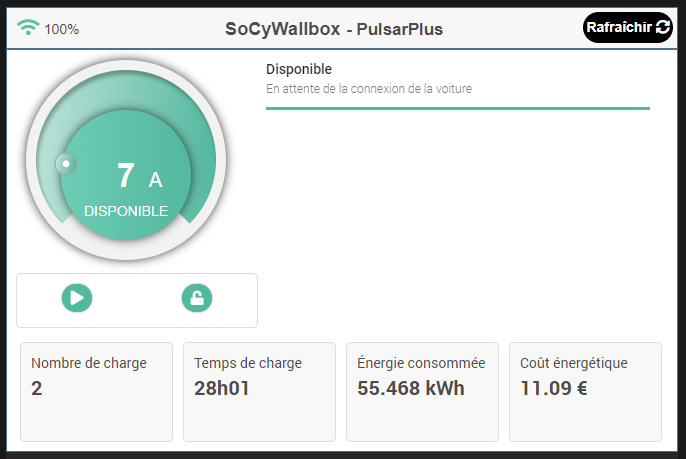 100%
SoCyWallbox - PulsarPlus
Rafraîchir
Disponible
En attente de la connexion de la voiture
7 A
DISPONIBLE
Nombre de charge
2
Temps de charge
28h01
Énergie consommée
55.468 kWh
Coût énergétique
11.09 €